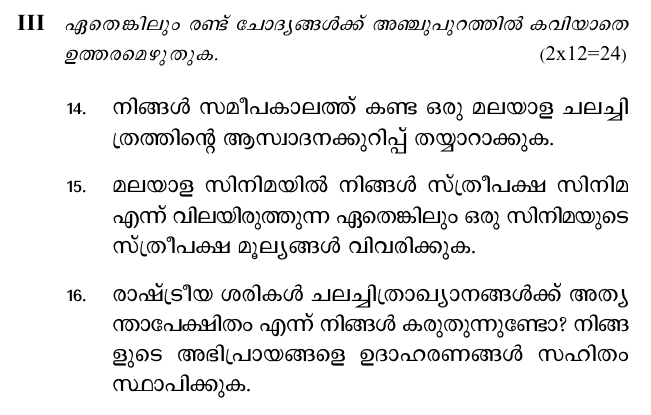 III ഏതെങ്കിലും രണ്ട് ചോദ്യങ്ങൾക്ക് അഞ്ചുപുറത്തിൽ കവിയാതെ
ഉത്തരമെഴുതുക. (2x12=24)
14. നിങ്ങൾ സമീപകാലത്ത് കണ്ട ഒരു മലയാള ചലച്ചി
ത്രത്തിന്റെ ആസ്വാദനക്കുറിപ്പ് തയ്യാറാക്കുക.
15. മലയാള സിനിമയിൽ നിങ്ങൾ സ്ത്രീപക്ഷ സിനിമ
എന്ന് വിലയിരുത്തുന്ന ഏതെങ്കിലും ഒരു സിനിമയുടെ
സ്ത്രീപക്ഷ മൂല്യങ്ങൾ വിവരിക്കുക.
16. രാഷ്ട്രീയ ശരികൾ ചലച്ചിത്രാഖ്യാനങ്ങൾക്ക് അത്യ
ന്താപേക്ഷിതം എന്ന് നിങ്ങൾ കരുതുന്നുണ്ടോ? നിങ്ങ
ളുടെ അഭിപ്രായങ്ങളെ ഉദാഹരണങ്ങൾ സഹിതം
സ്ഥാപിക്കുക.